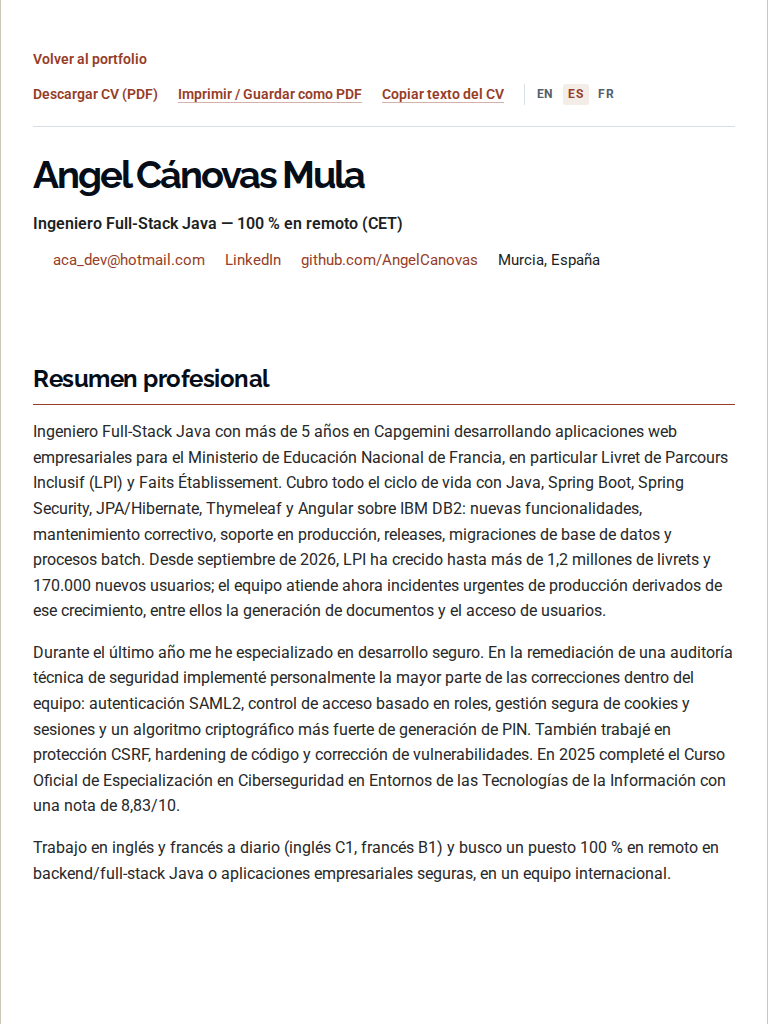 Volver al portfolio
Descargar CV (PDF) Imprimir / Guardar como PDF Copiar texto del CV EN ES FR
Angel Cánovas Mula
Ingeniero Full-Stack Java — 100 % en remoto (CET)
aca_dev@hotmail.com LinkedIn github.com/AngelCanovas Murcia, España
Resumen profesional
Ingeniero Full-Stack Java con más de 5 años en Capgemini desarrollando aplicaciones web
empresariales para el Ministerio de Educación Nacional de Francia, en particular Livret de Parcours
Inclusif (LPI) y Faits Établissement. Cubro todo el ciclo de vida con Java, Spring Boot, Spring
Security, JPA/Hibernate, Thymeleaf y Angular sobre IBM DB2: nuevas funcionalidades,
mantenimiento correctivo, soporte en producción, releases, migraciones de base de datos y
procesos batch. Desde septiembre de 2026, LPI ha crecido hasta más de 1,2 millones de livrets y
170.000 nuevos usuarios; el equipo atiende ahora incidentes urgentes de producción derivados de
ese crecimiento, entre ellos la generación de documentos y el acceso de usuarios.
Durante el último año me he especializado en desarrollo seguro. En la remediación de una auditoría
técnica de seguridad implementé personalmente la mayor parte de las correcciones dentro del
equipo: autenticación SAML2, control de acceso basado en roles, gestión segura de cookies y
sesiones y un algoritmo criptográfico más fuerte de generación de PIN. También trabajé en
protección CSRF, hardening de código y corrección de vulnerabilidades. En 2025 completé el Curso
Oficial de Especialización en Ciberseguridad en Entornos de las Tecnologías de la Información con
una nota de 8,83/10.
Trabajo en inglés y francés a diario (inglés C1, francés B1) y busco un puesto 100 % en remoto en
backend/full-stack Java o aplicaciones empresariales seguras, en un equipo internacional.